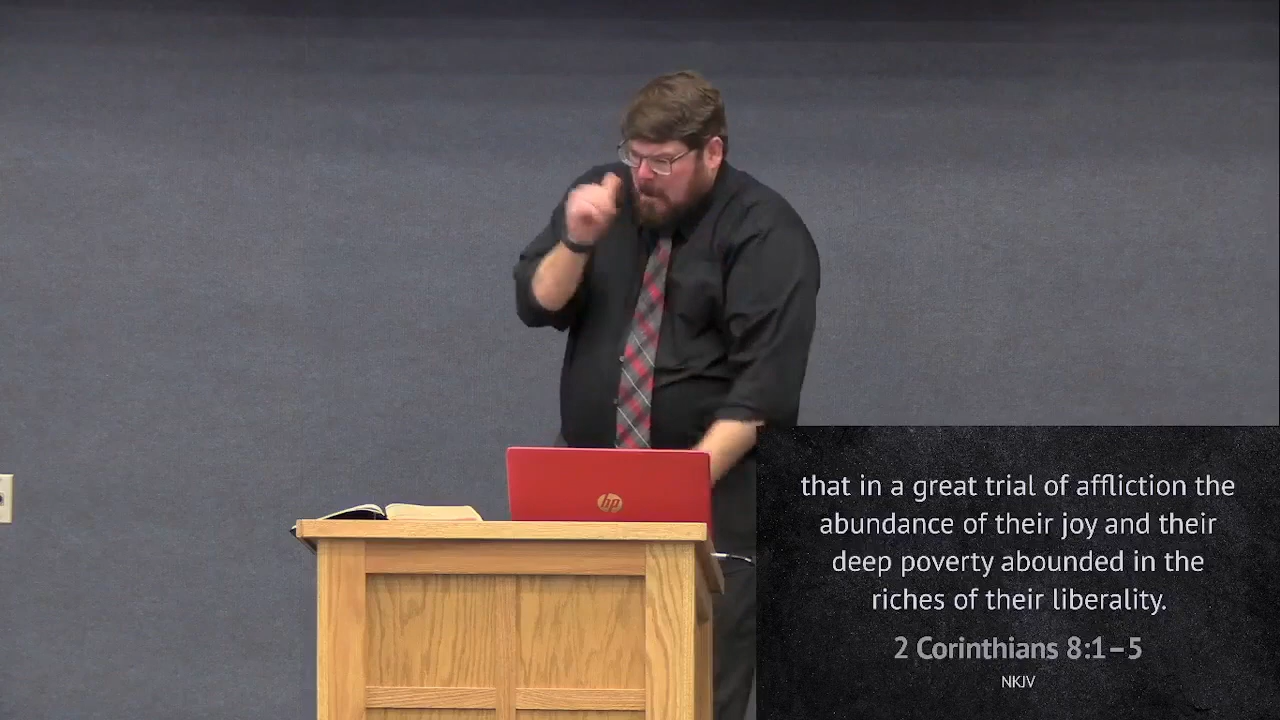 hp
that in a great trial of affliction the
abundance of their joy and their
deep poverty abounded in the
riches of their liberality.
2 Corinthians 8:1–5
NKJV